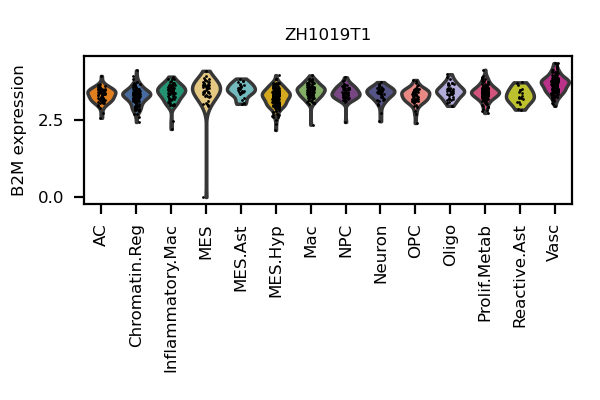 ZH1019T1
B2M expression
2.5
0.0
AC
Chromatin.Reg
Inflammatory.Mac
MES
MES.Ast
MES.Hyp
Mac
NPC
Neuron
OPC
Oligo
Prolif.Metab
Reactive.Ast
Vasc